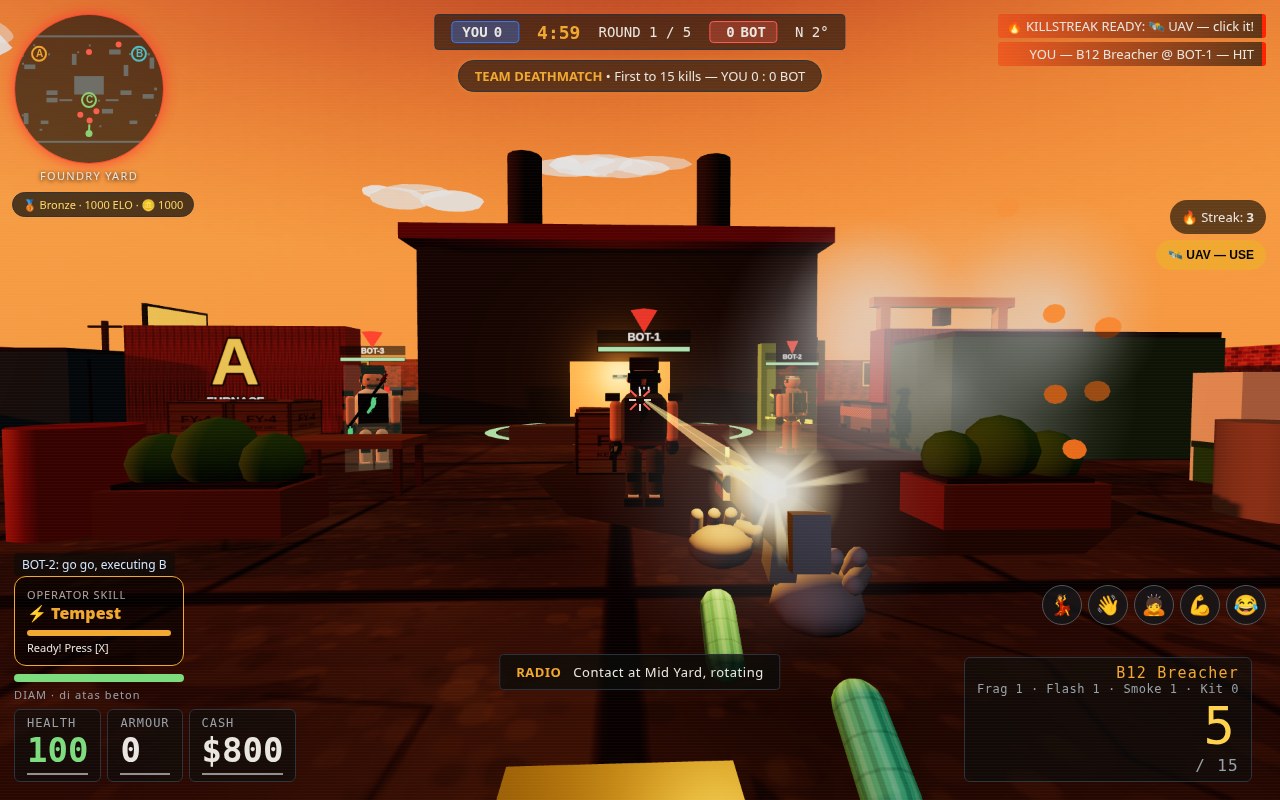 YOU 0 4:59 ROUND 1 / 5 0 BOT N 2°
TEAM DEATHMATCH • First to 15 kills — YOU 0 : 0 BOT
🔥 KILLSTREAK READY: 🛰️ UAV — click it!
YOU — B12 Breacher @ BOT-1 — HIT
A
B
C
FOUNDRY YARD
🥉 Bronze · 1000 ELO · 🪙 1000
🔥 Streak: 3
🛰️ UAV — USE
BOT-1
BOT-3
BOT-2
A
FURNACE
FY-4
BOT-2: go go, executing B
OPERATOR SKILL
⚡ Tempest
Ready! Press [X]
DIAM · di atas beton
HEALTH
100
ARMOUR
0
CASH
$800
RADIO Contact at Mid Yard, rotating
B12 Breacher
Frag 1 · Flash 1 · Smoke 1 · Kit 0
5
/ 15